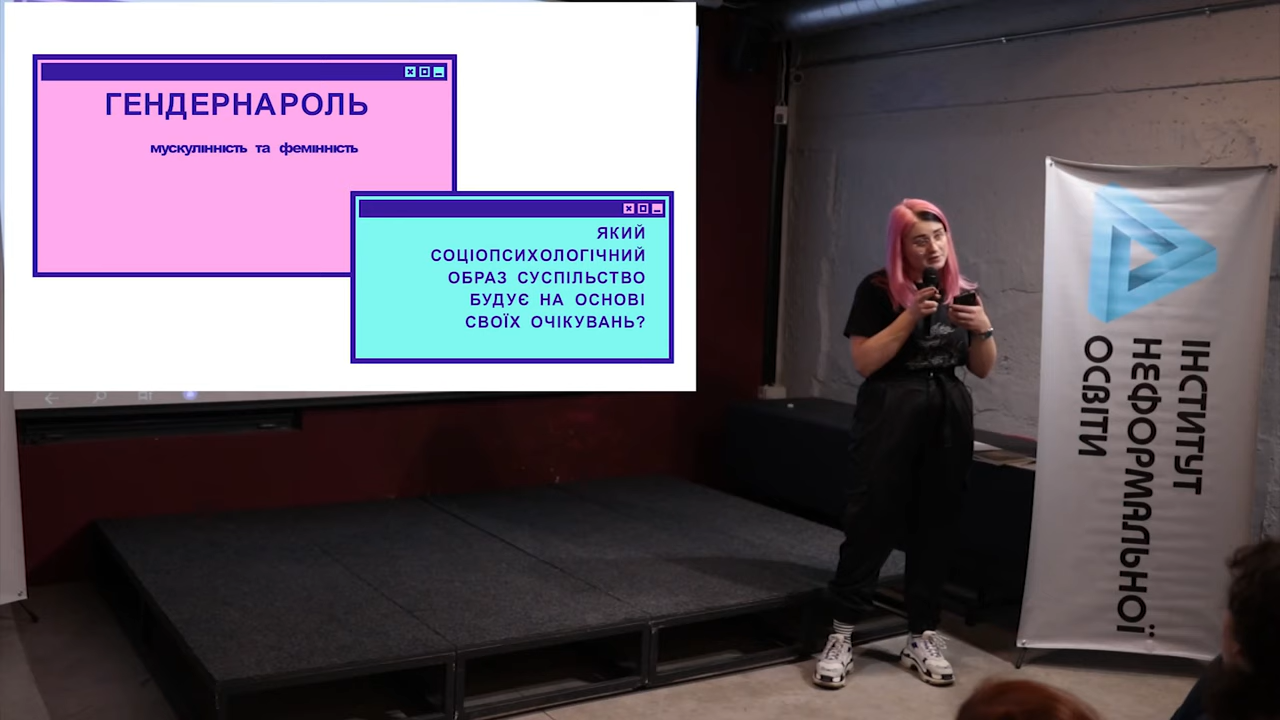 ГЕНДЕРНАРОЛЬ
мускулінність та фемінність
ЯКИЙ
СОЦІОПСИХОЛОГІЧНИЙ
ОБРАЗ СУСПІЛЬСТВО
БУДУЄ НА ОСНОВІ
СВОЇХ ОЧІКУВАНЬ?
ІНСТИТУТ
НЕФОРМАЛЬНОЇ
ОСВІТИ